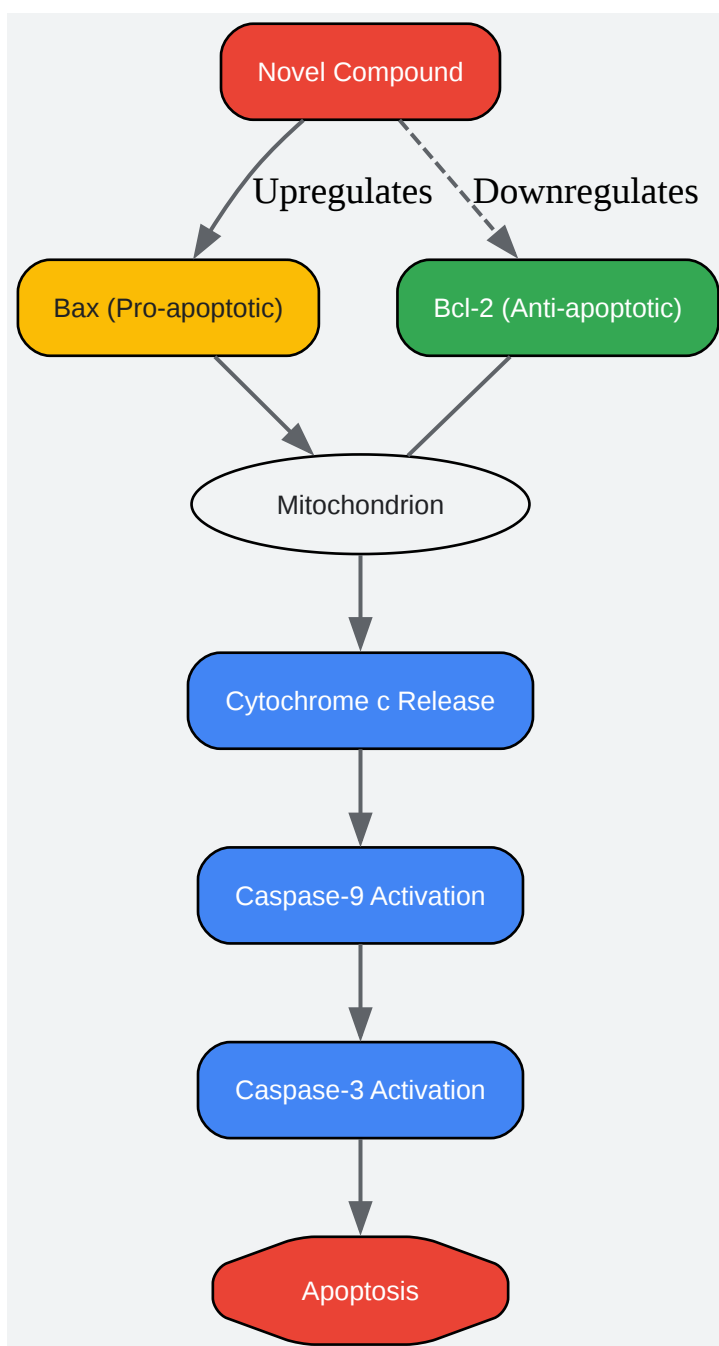 Novel Compound
Upregulates
Downregulates
Bax (Pro-apoptotic)
Bcl-2 (Anti-apoptotic)
Mitochondrion
Cytochrome c Release
Caspase-9 Activation
Caspase-3 Activation
Apoptosis